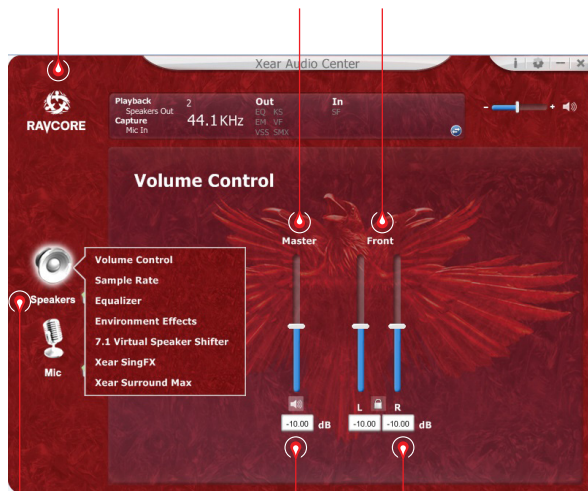 Xear Audio Center
RAVCORE
Playback 2 Out In
Speakers Out EQ KS SF
Capture 44.1 KHz EM VF
Mic In VSS SMX
- +
Volume Control
Master Front
Volume Control
Sample Rate
Speakers
Equalizer
Environment Effects
7.1 Virtual Speaker Shifter
Xear SingFX
Mic
Xear Surround Max
L R
-10.00 dB -10.00 -10.00 dB